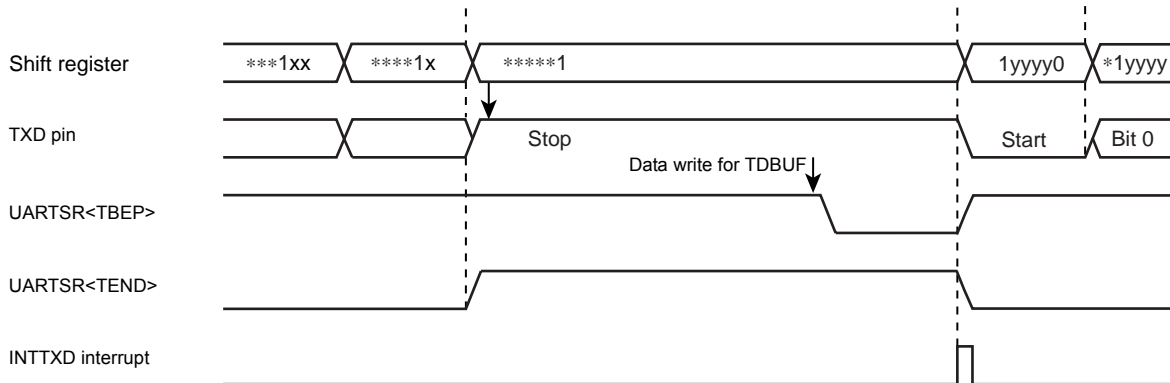 Shift register ***1xx ****1x *****1 1yyyy0 *1yyyy
TXD pin Stop Start Bit 0
Data write for TDBUF
UARTSR<TBEP>
UARTSR<TEND>
INTTXD interrupt